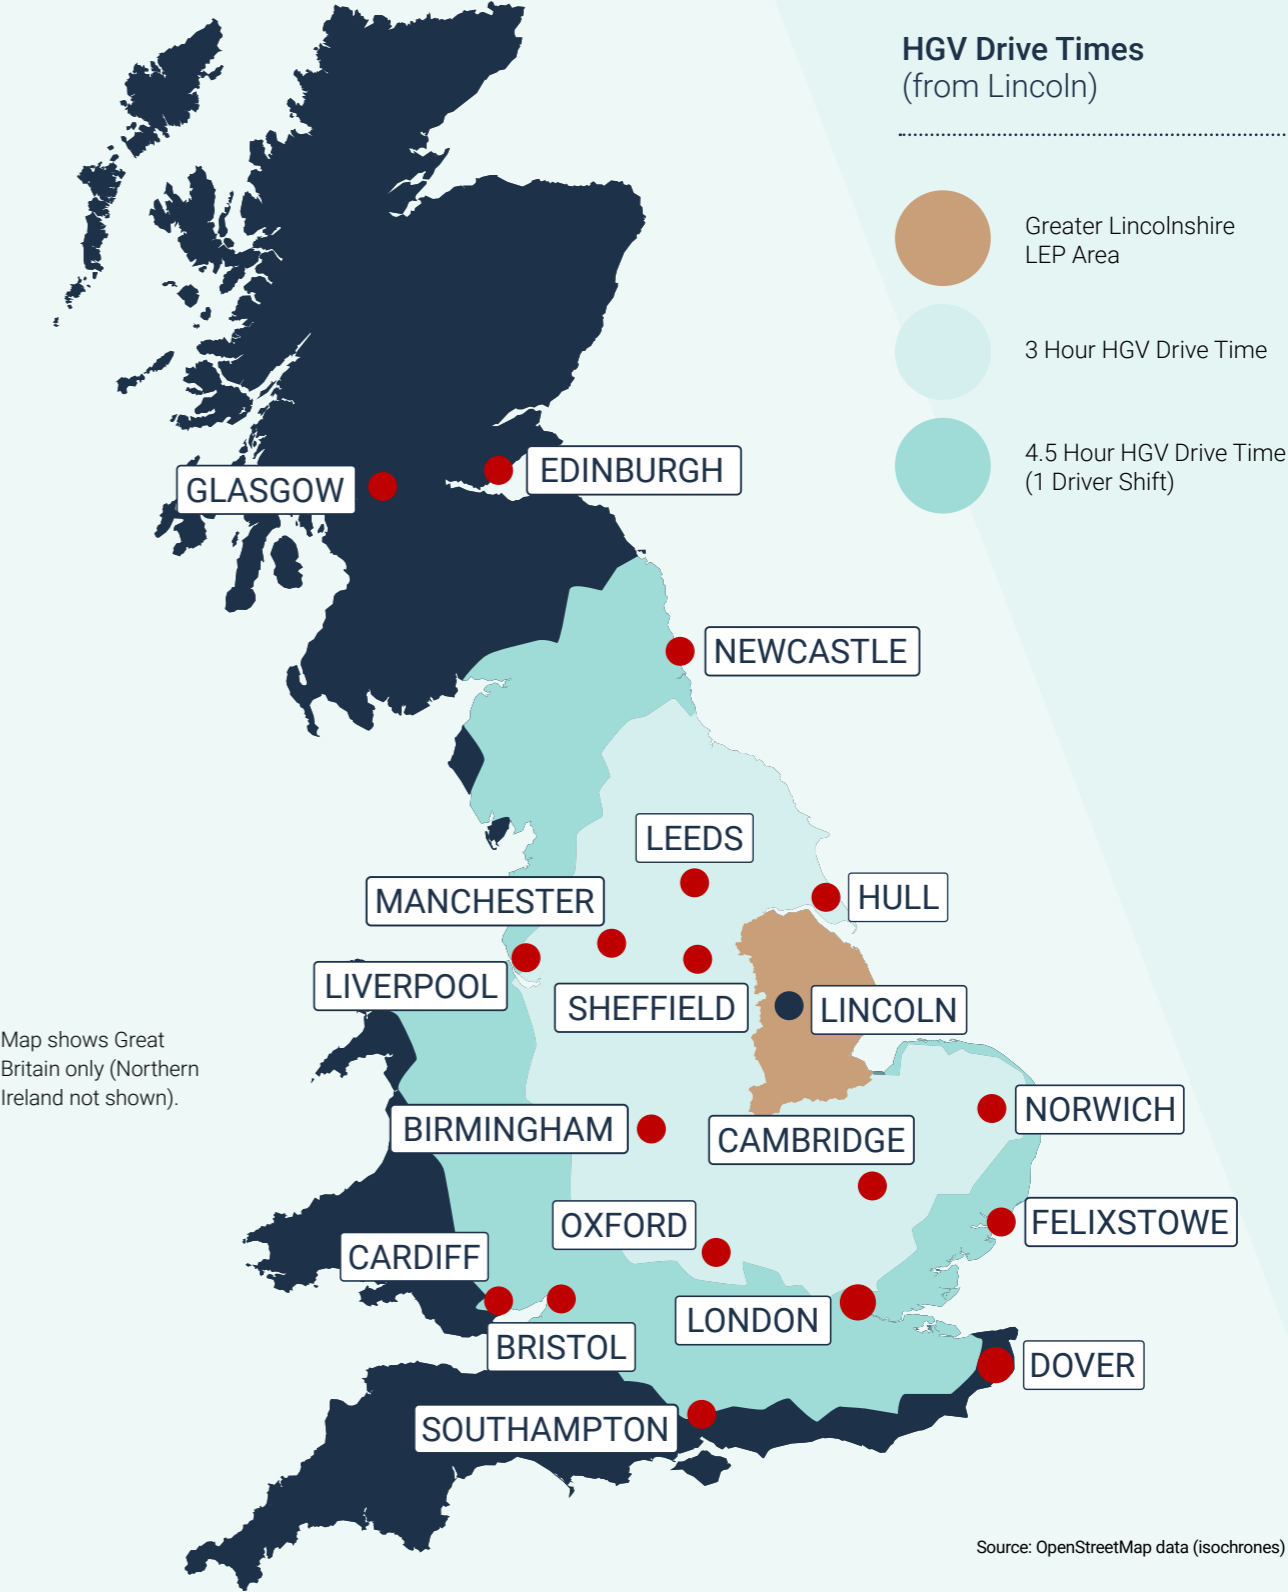 HGV Drive Times
(from Lincoln)
Greater Lincolnshire
LEP Area
3 Hour HGV Drive Time
4.5 Hour HGV Drive Time
(1 Driver Shift)
GLASGOW
EDINBURGH
NEWCASTLE
LEEDS
MANCHESTER
HULL
LIVERPOOL
SHEFFIELD
LINCOLN
Map shows Great
Britain only (Northern
Ireland not shown).
BIRMINGHAM
CAMBRIDGE
NORWICH
OXFORD
FELIXSTOWE
CARDIFF
LONDON
BRISTOL
DOVER
SOUTHAMPTON
Source: OpenStreetMap data (isochrones)